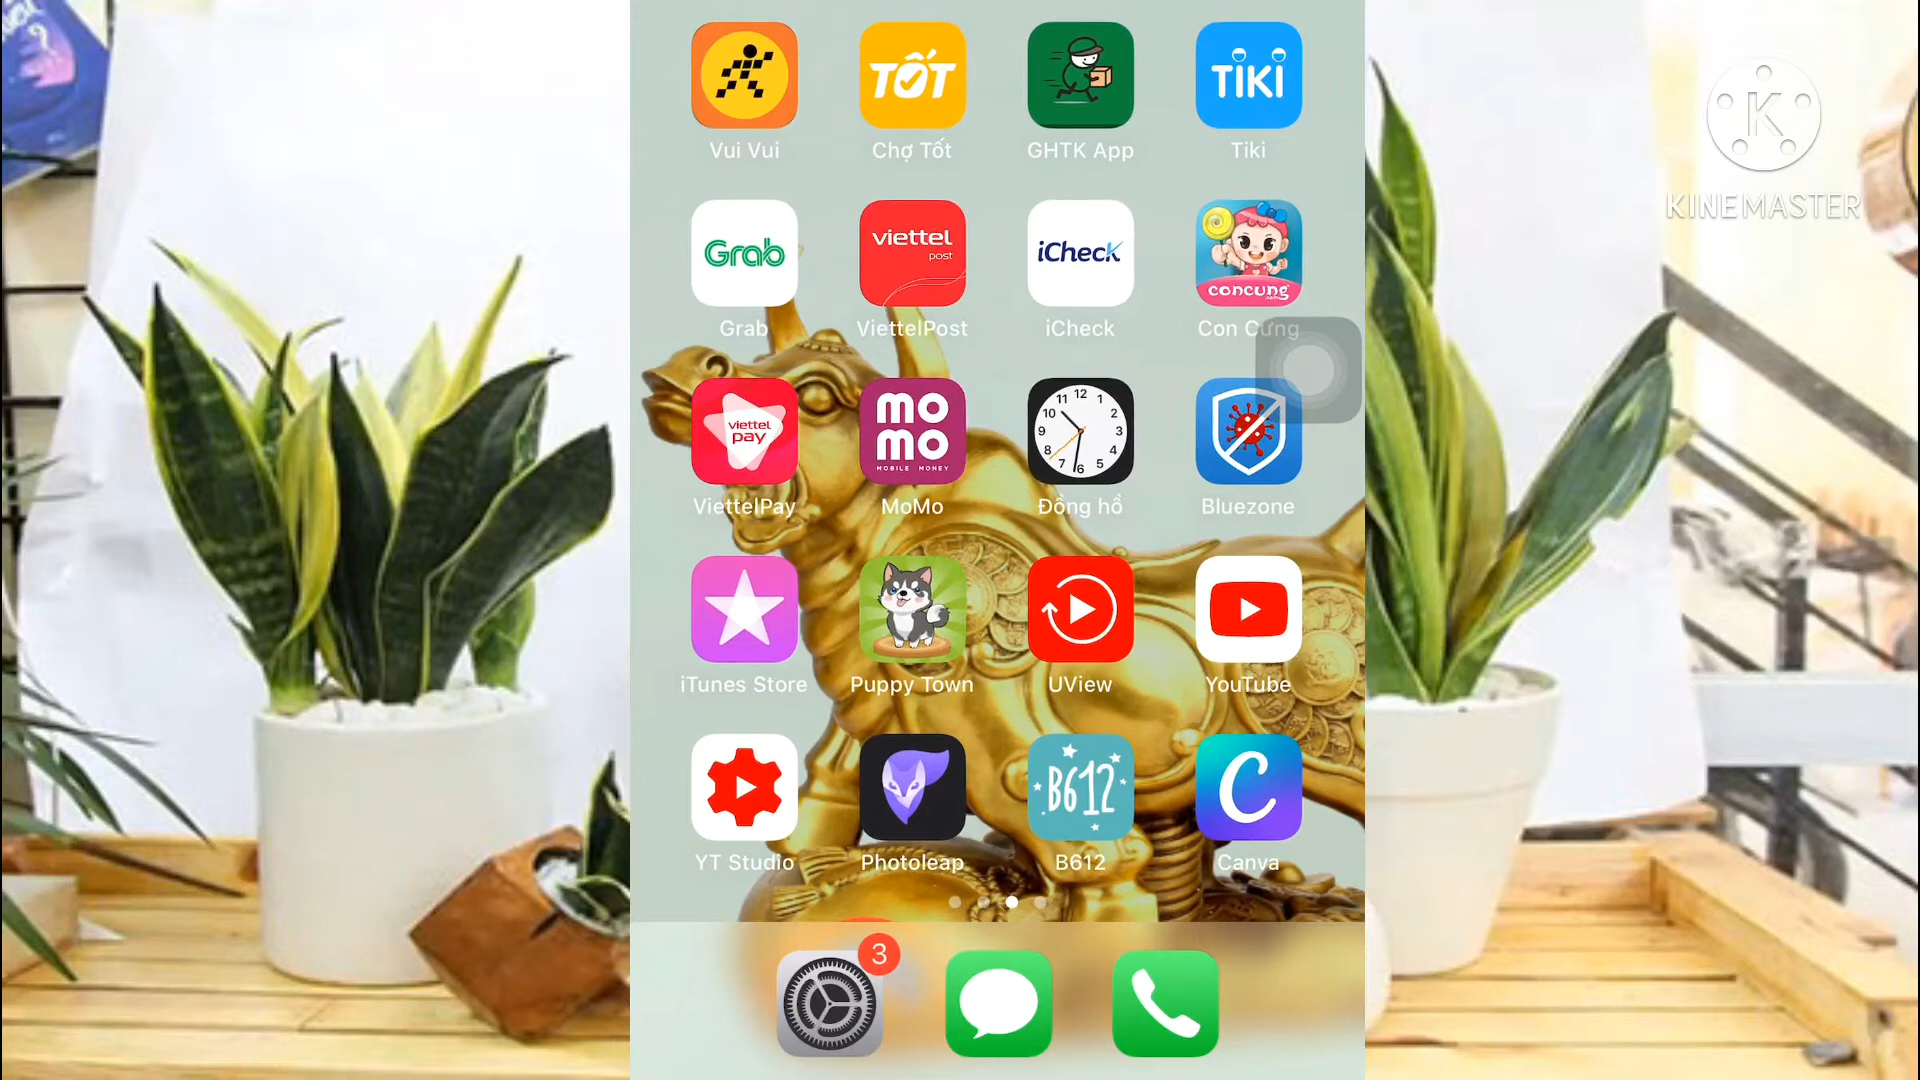 TỐT
TIKI
Vui Vui
Chợ Tốt
GHTK App
Tiki
Grab
viettel
post
iCheck
concung
.com
Grab
ViettelPost
iCheck
Con Cưng
viettel
pay
MO
MO
MOBILE MONEY
12
11
1
10
2
9
3
8
4
7
5
6
ViettelPay
MoMo
Đồng hồ
Bluezone
iTunes Store
Puppy Town
UView
YouTube
B612
C
YT Studio
Photoleap
B612
Canva
3
K
KINEMASTER